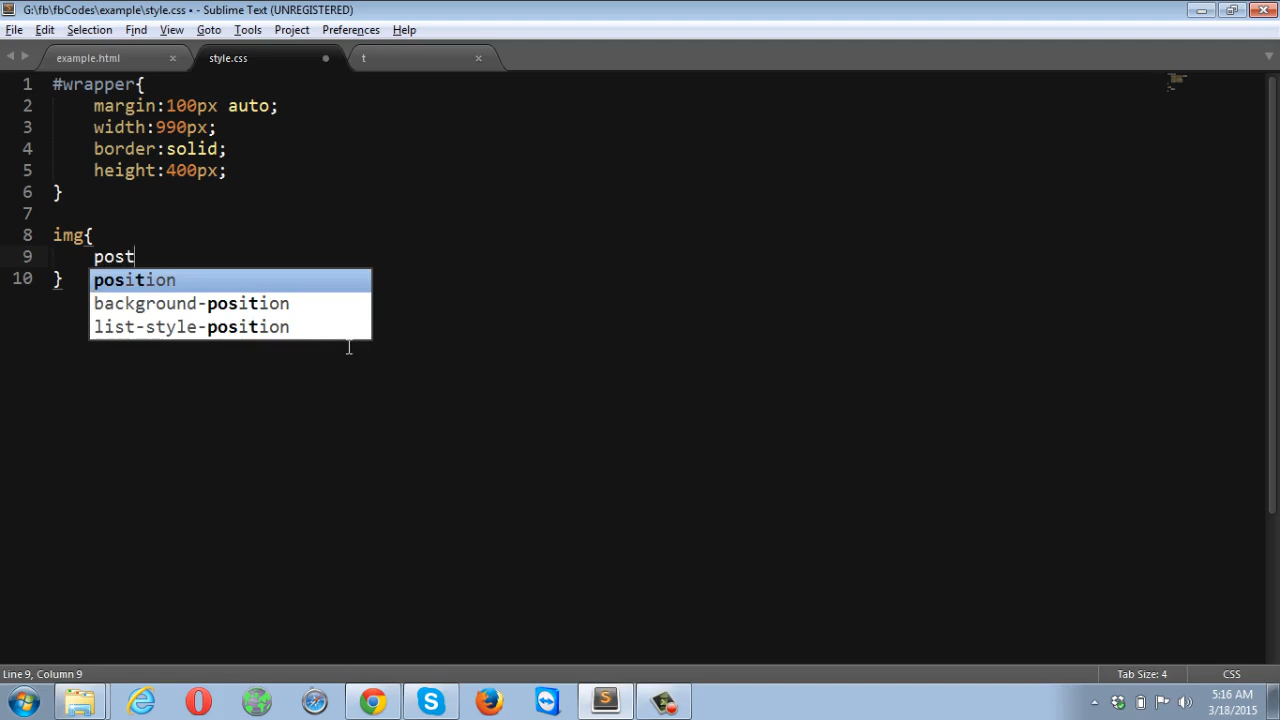 G:\fb\fbCodes\example\style.css • - Sublime Text (UNREGISTERED)
File Edit Selection Find View Goto Tools Project Preferences Help
example.html × style.css t ×
1 #wrapper{
2 margin:100px auto;
3 width:990px;
4 border:solid;
5 height:400px;
6 }
7
8 img{
9 post
10 }
position
background-position
list-style-position
Line 9, Column 9 Tab Size: 4 CSS
5:16 AM
3/18/2015